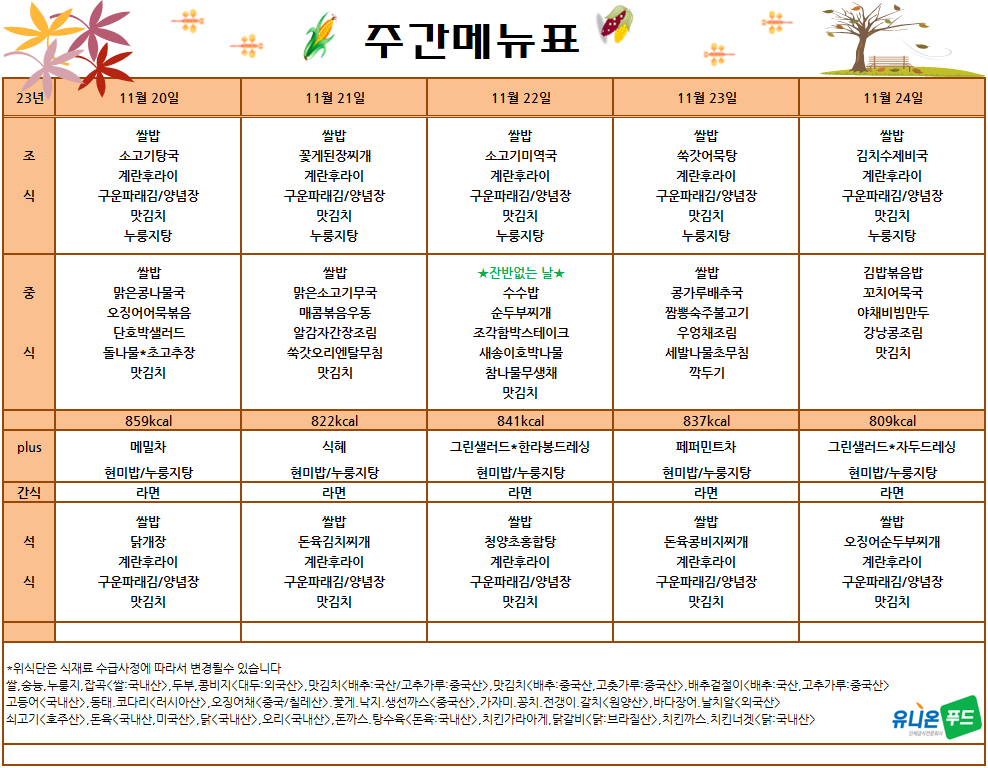 주간메뉴표
23년 11월 20일 11월 21일 11월 22일 11월 23일 11월 24일
조
식
쌀밥 쌀밥 쌀밥 쌀밥 쌀밥
소고기탕국 꽃게된장찌개 소고기미역국 쑥갓어묵탕 김치수제비국
계란후라이 계란후라이 계란후라이 계란후라이 계란후라이
구운파래김/양념장 구운파래김/양념장 구운파래김/양념장 구운파래김/양념장 구운파래김/양념장
맛김치 맛김치 맛김치 맛김치 맛김치
누룽지탕 누룽지탕 누룽지탕 누룽지탕 누룽지탕
중
식
쌀밥 쌀밥 ★잔반없는 날★ 쌀밥 김밥볶음밥
맑은콩나물국 맑은소고기무국 수수밥 콩가루배추국 꼬치어묵국
오징어어묵볶음 매콤볶음우동 순두부찌개 짬뽕숙주불고기 야채비빔만두
단호박샐러드 알감자간장조림 조각함박스테이크 우엉채조림 강낭콩조림
돌나물*초고추장 쑥갓오리엔탈무침 새송이호박나물 세발나물초무침 맛김치
맛김치 맛김치 참나물무생채 깍두기
맛김치
859kcal 822kcal 841kcal 837kcal 809kcal
plus 메밀차 식혜 그린샐러드*한라봉드레싱 페퍼민트차 그린샐러드*자두드레싱
현미밥/누룽지탕 현미밥/누룽지탕 현미밥/누룽지탕 현미밥/누룽지탕 현미밥/누룽지탕
간식 라면 라면 라면 라면 라면
석
식
쌀밥 쌀밥 쌀밥 쌀밥 쌀밥
닭개장 돈육김치찌개 청양초홍합탕 돈육콩비지찌개 오징어순두부찌개
계란후라이 계란후라이 계란후라이 계란후라이 계란후라이
구운파래김/양념장 구운파래김/양념장 구운파래김/양념장 구운파래김/양념장 구운파래김/양념장
맛김치 맛김치 맛김치 맛김치 맛김치
*위식단은 식재료 수급사정에 따라서 변경될수 있습니다
쌀,숭늉,누룽지,잡곡<쌀:국내산>,두부,콩비지<대두:외국산>,맛김치<배추:국산/고추가루:중국산>,맛김치<배추:중국산,고춧가루:중국산>,배추겉절이<배추:국산,고추가루:중국산>
고등어<국내산>,동태.코다리<러시아산>,오징어채<중국/칠레산>.꽃게.낙지.생선까스<중국산>,가자미.꽁치.전갱이.갈치<원양산>,바다장어.날치알<외국산>
쇠고기<호주산>,돈육<국내산,미국산>,닭<국내산>,오리<국내산>,돈까스.탕수육<돈육:국내산>,치킨가라아게,닭갈비<닭:브라질산>,치킨까스.치킨너겟<닭:국내산>
유니온 푸드